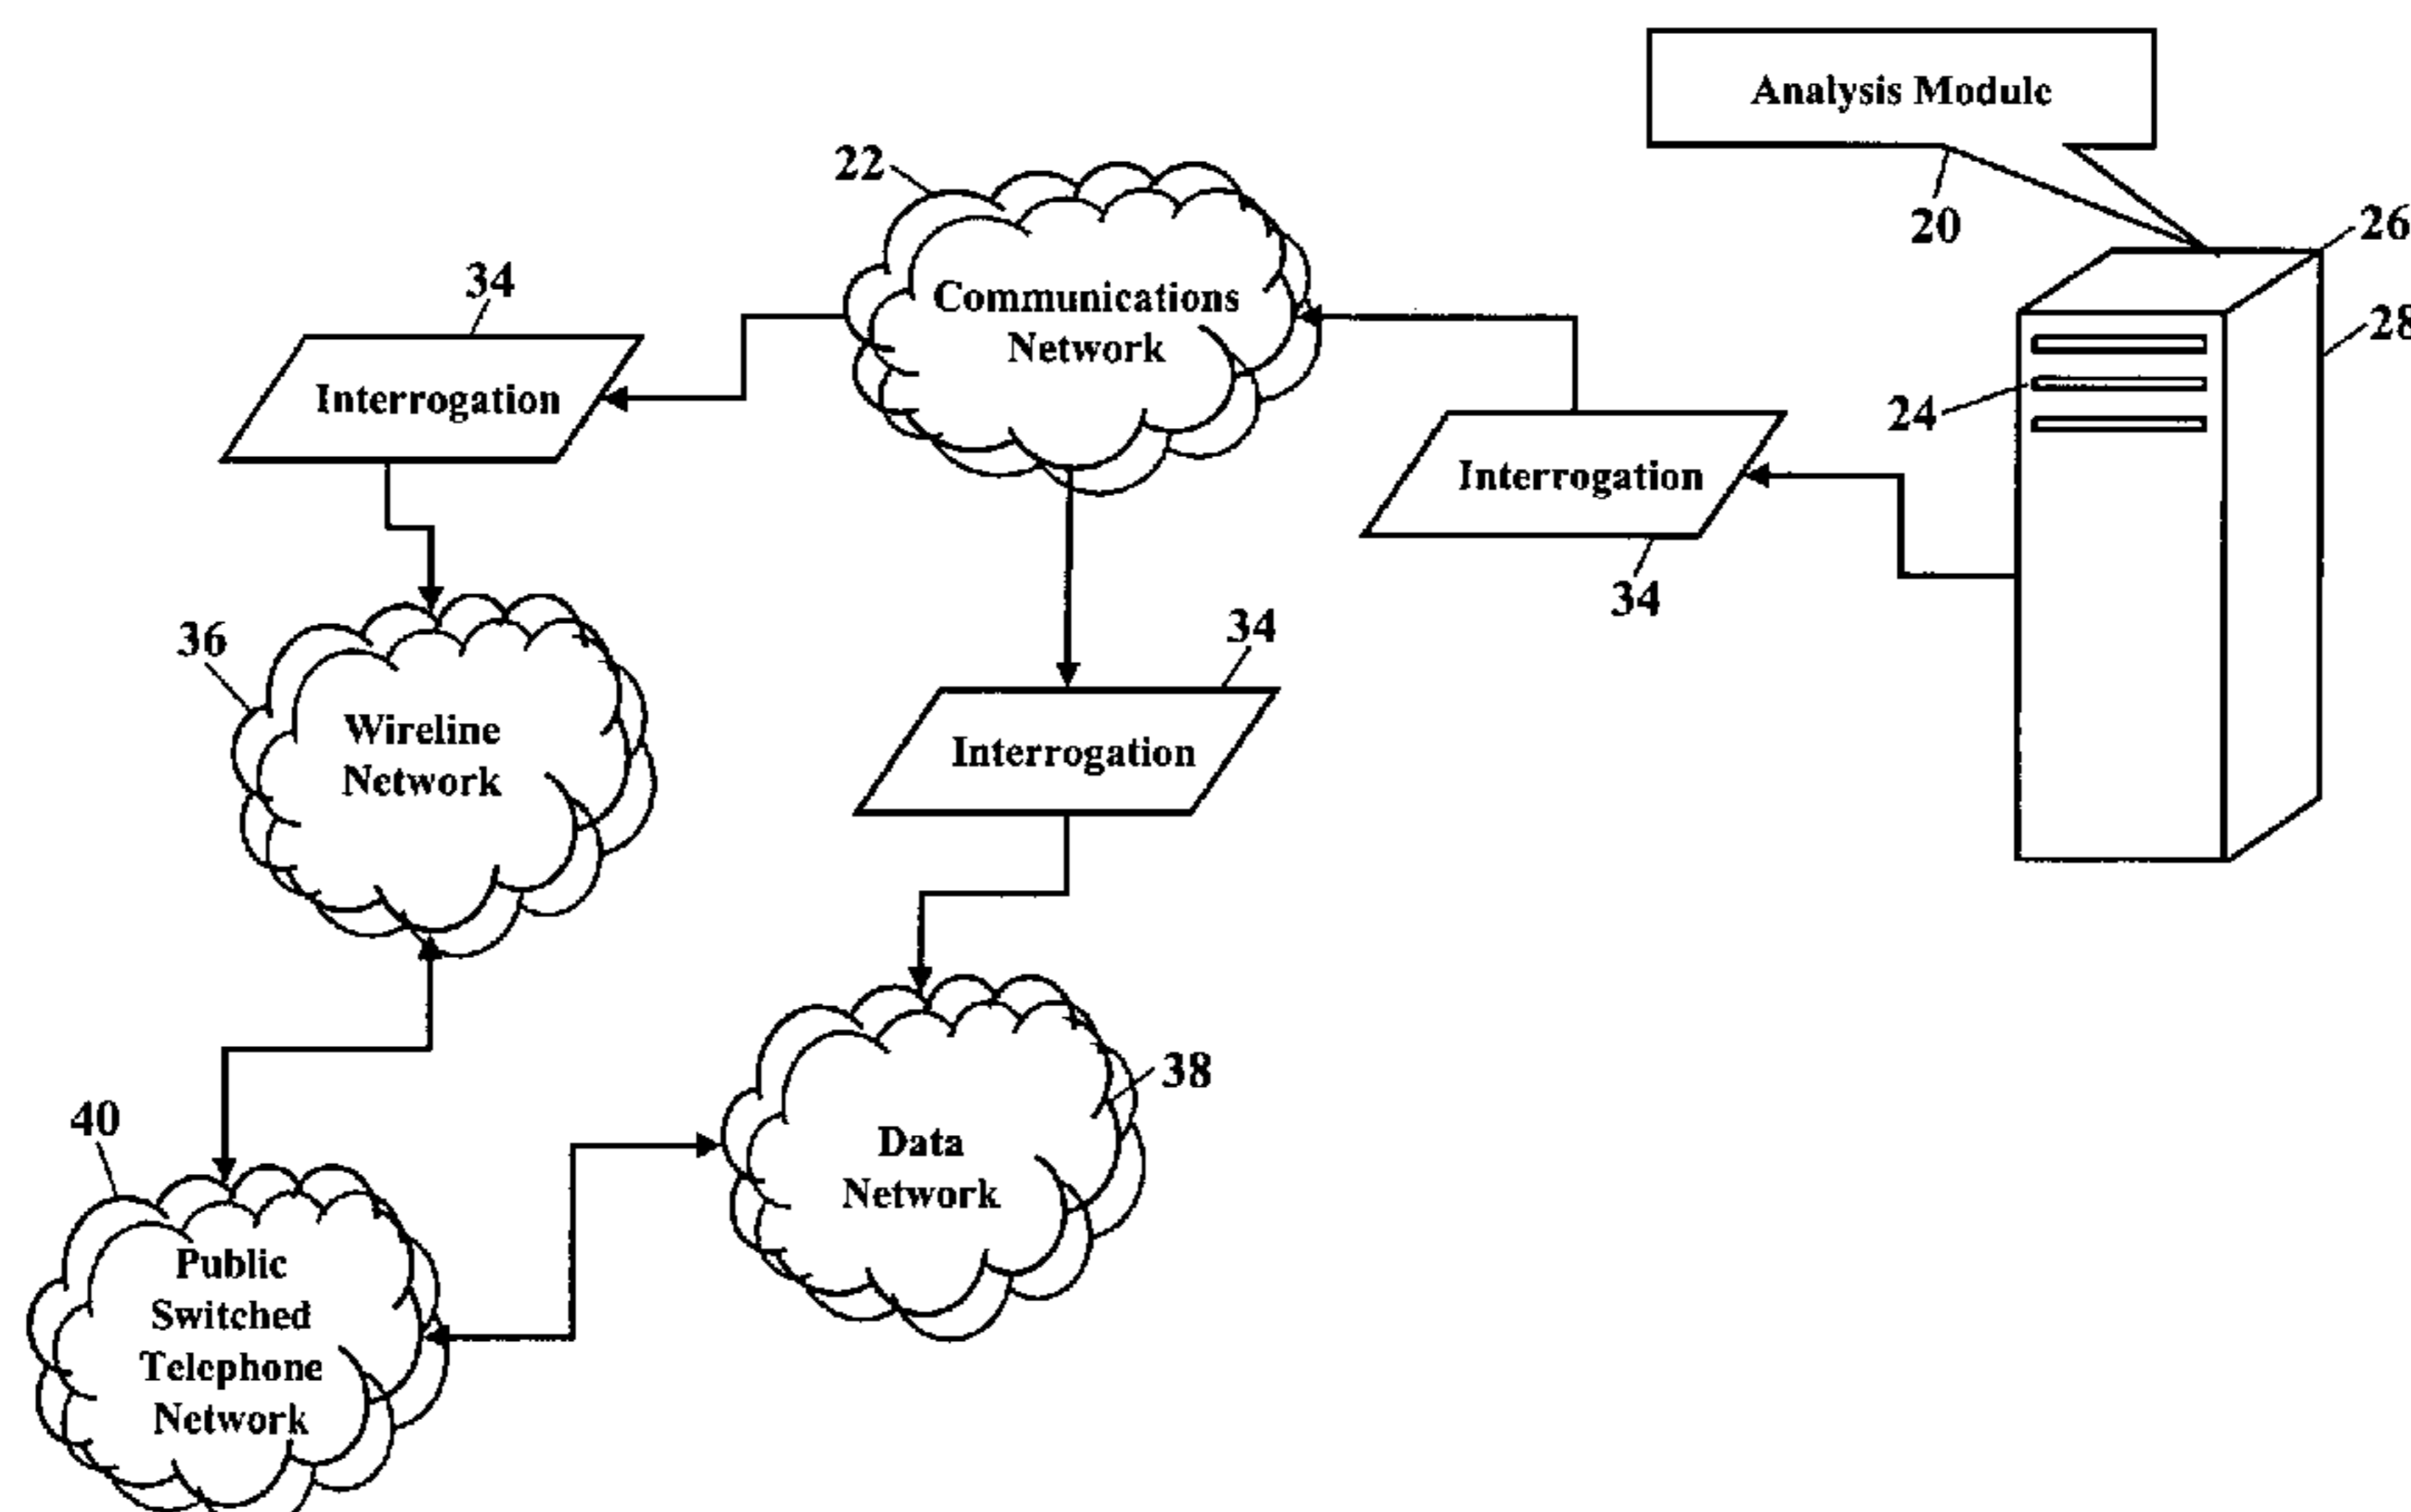 Analysis Module
22
20
26
34
Communications
Network
28
Interrogation
24
Interrogation
34
34
36
Wireline
Network
Interrogation
38
40
Data
Network
Public
Switched
Telephone
Network